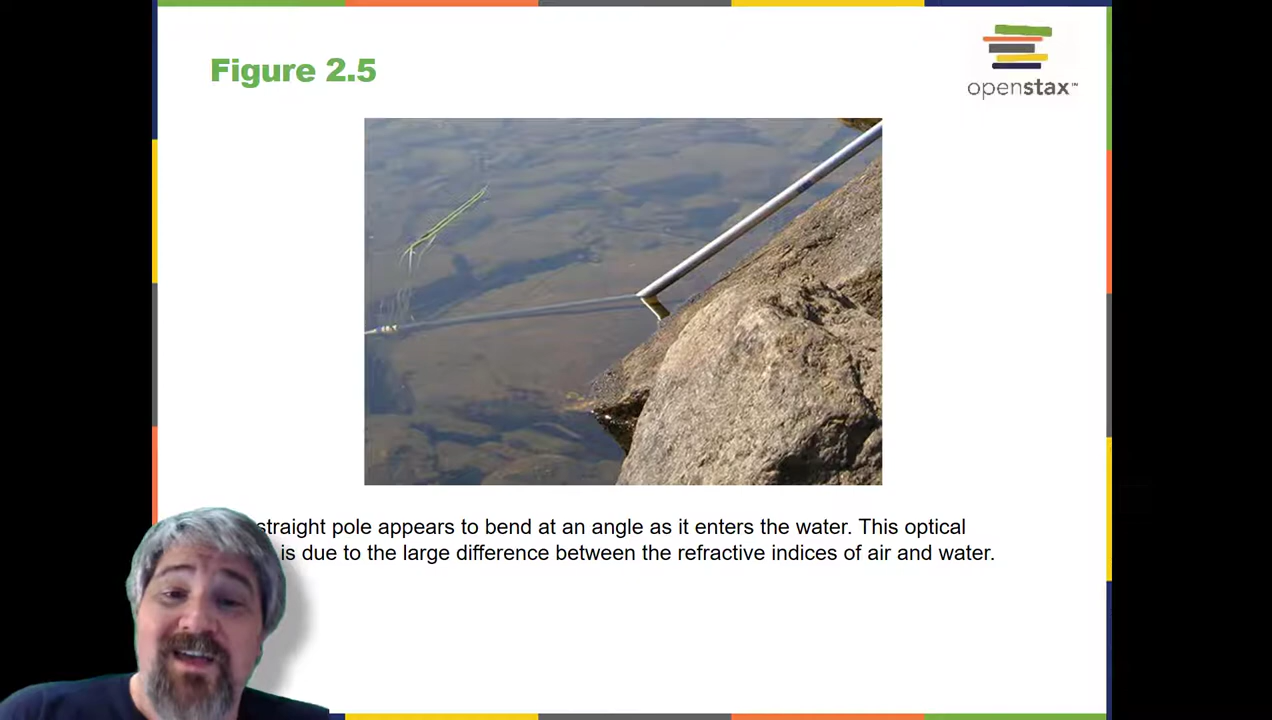 Figure 2.5
openstax™
straight pole appears to bend at an angle as it enters the water. This optical
is due to the large difference between the refractive indices of air and water.